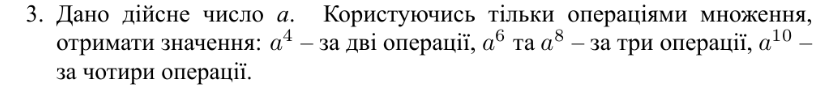 3. Дано дійсне число a. Користуючись тільки операціями множення,
отримати значення: a⁴ – за дві операції, a⁶ та a⁸ – за три операції, a¹⁰ –
за чотири операції.